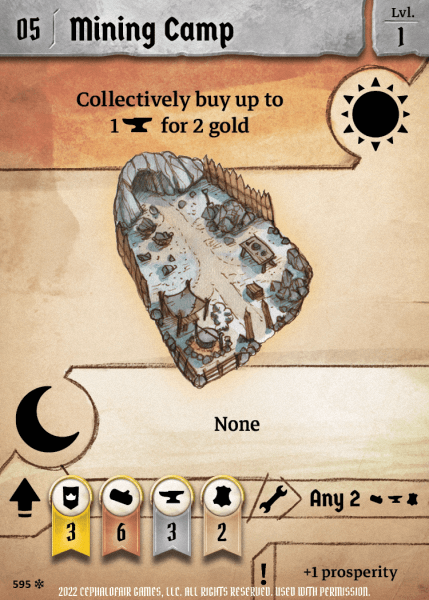 05 Mining Camp
Lvl.
1
Collectively buy up to
1 for 2 gold
None
3 6 3 2 Any 2
! +1 prosperity
595
2022 CEPHALOFAIR GAMES, LLC. ALL RIGHTS RESERVED. USED WITH PERMISSION.